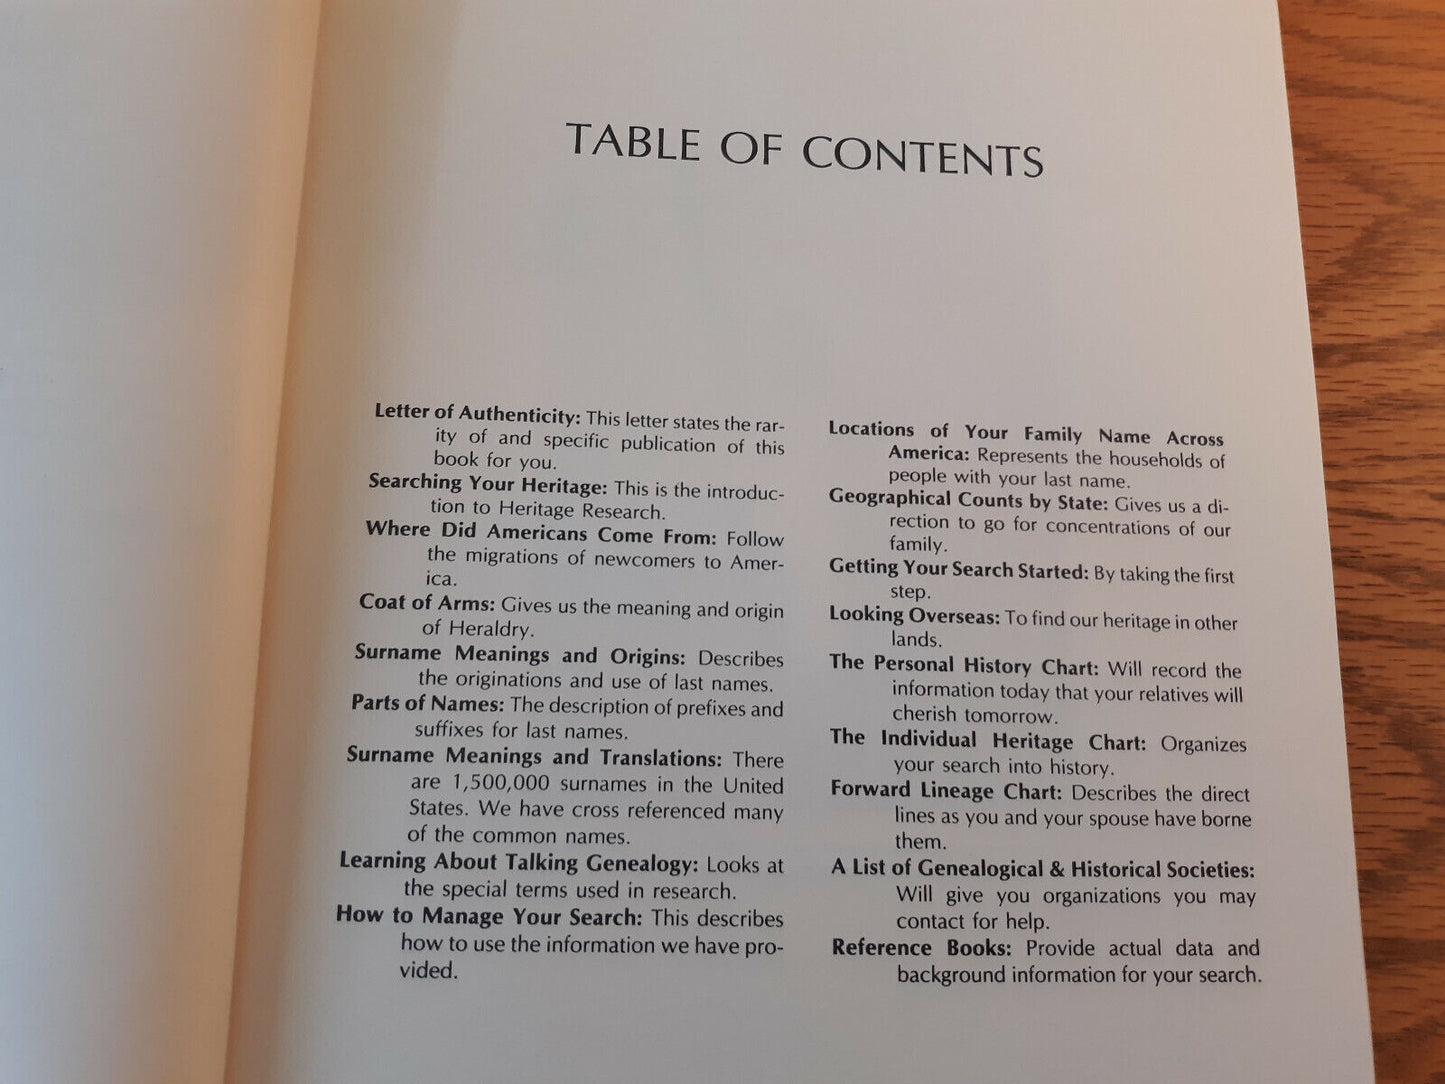 TABLE OF CONTENTS
Letter of Authenticity: This letter states the rar-
ity of and specific publication of this
book for you.
Searching Your Heritage: This is the introduc-
tion to Heritage Research.
Where Did Americans Come From: Follow
the migrations of newcomers to Amer-
ica.
Coat of Arms: Gives us the meaning and origin
of Heraldry.
Surname Meanings and Origins: Describes
the originations and use of last names.
Parts of Names: The description of prefixes and
suffixes for last names.
Surname Meanings and Translations: There
are 1,500,000 surnames in the United
States. We have cross referenced many
of the common names.
Learning About Talking Genealogy: Looks at
the special terms used in research.
How to Manage Your Search: This describes
how to use the information we have pro-
vided.
Locations of Your Family Name Across
America: Represents the households of
people with your last name.
Geographical Counts by State: Gives us a di-
rection to go for concentrations of our
family.
Getting Your Search Started: By taking the first
step.
Looking Overseas: To find our heritage in other
lands.
The Personal History Chart: Will record the
information today that your relatives will
cherish tomorrow.
The Individual Heritage Chart: Organizes
your search into history.
Forward Lineage Chart: Describes the direct
lines as you and your spouse have borne
them.
A List of Genealogical & Historical Societies:
Will give you organizations you may
contact for help.
Reference Books: Provide actual data and
background information for your search.